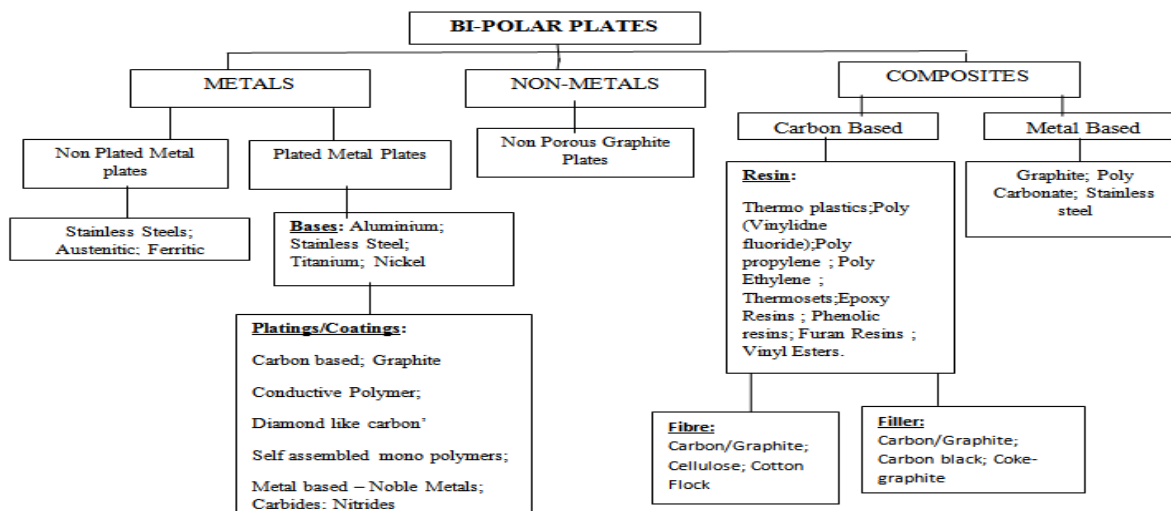 BI-POLAR PLATES
METALS
NON-METALS
COMPOSITES
Non Plated Metal
plates
Plated Metal Plates
Non Porous Graphite
Plates
Carbon Based
Metal Based
Stainless Steels;
Austenitic; Ferritic
Bases: Aluminium;
Stainless Steel;
Titanium; Nickel
Resin:
Thermo plastics;Poly
(Vinylidne
fluoride);Poly
propylene ; Poly
Ethylene ;
Thermosets;Epoxy
Resins ; Phenolic
resins; Furan Resins ;
Vinyl Esters.
Graphite; Poly
Carbonate; Stainless
steel
Platings/Coatings:
Carbon based; Graphite
Conductive Polymer;
Diamond like carbon’
Self assembled mono polymers;
Metal based – Noble Metals;
Carbides; Nitrides
Fibre:
Carbon/Graphite;
Cellulose; Cotton
Flock
Filler:
Carbon/Graphite;
Carbon black; Coke-
graphite